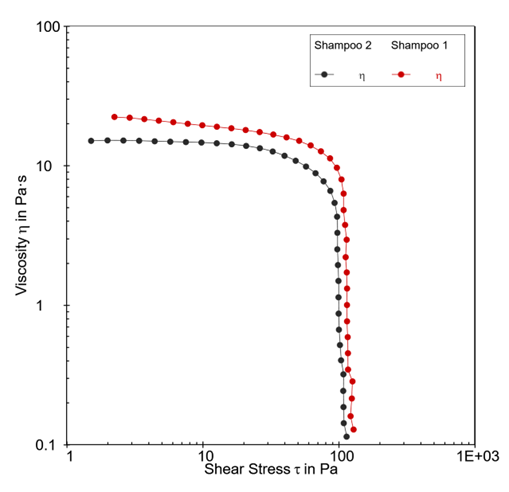 100
Shampoo 2 Shampoo 1
η η
10
Viscosity η in Pa·s
1
0.1
1 10 100 1E+03
Shear Stress τ in Pa